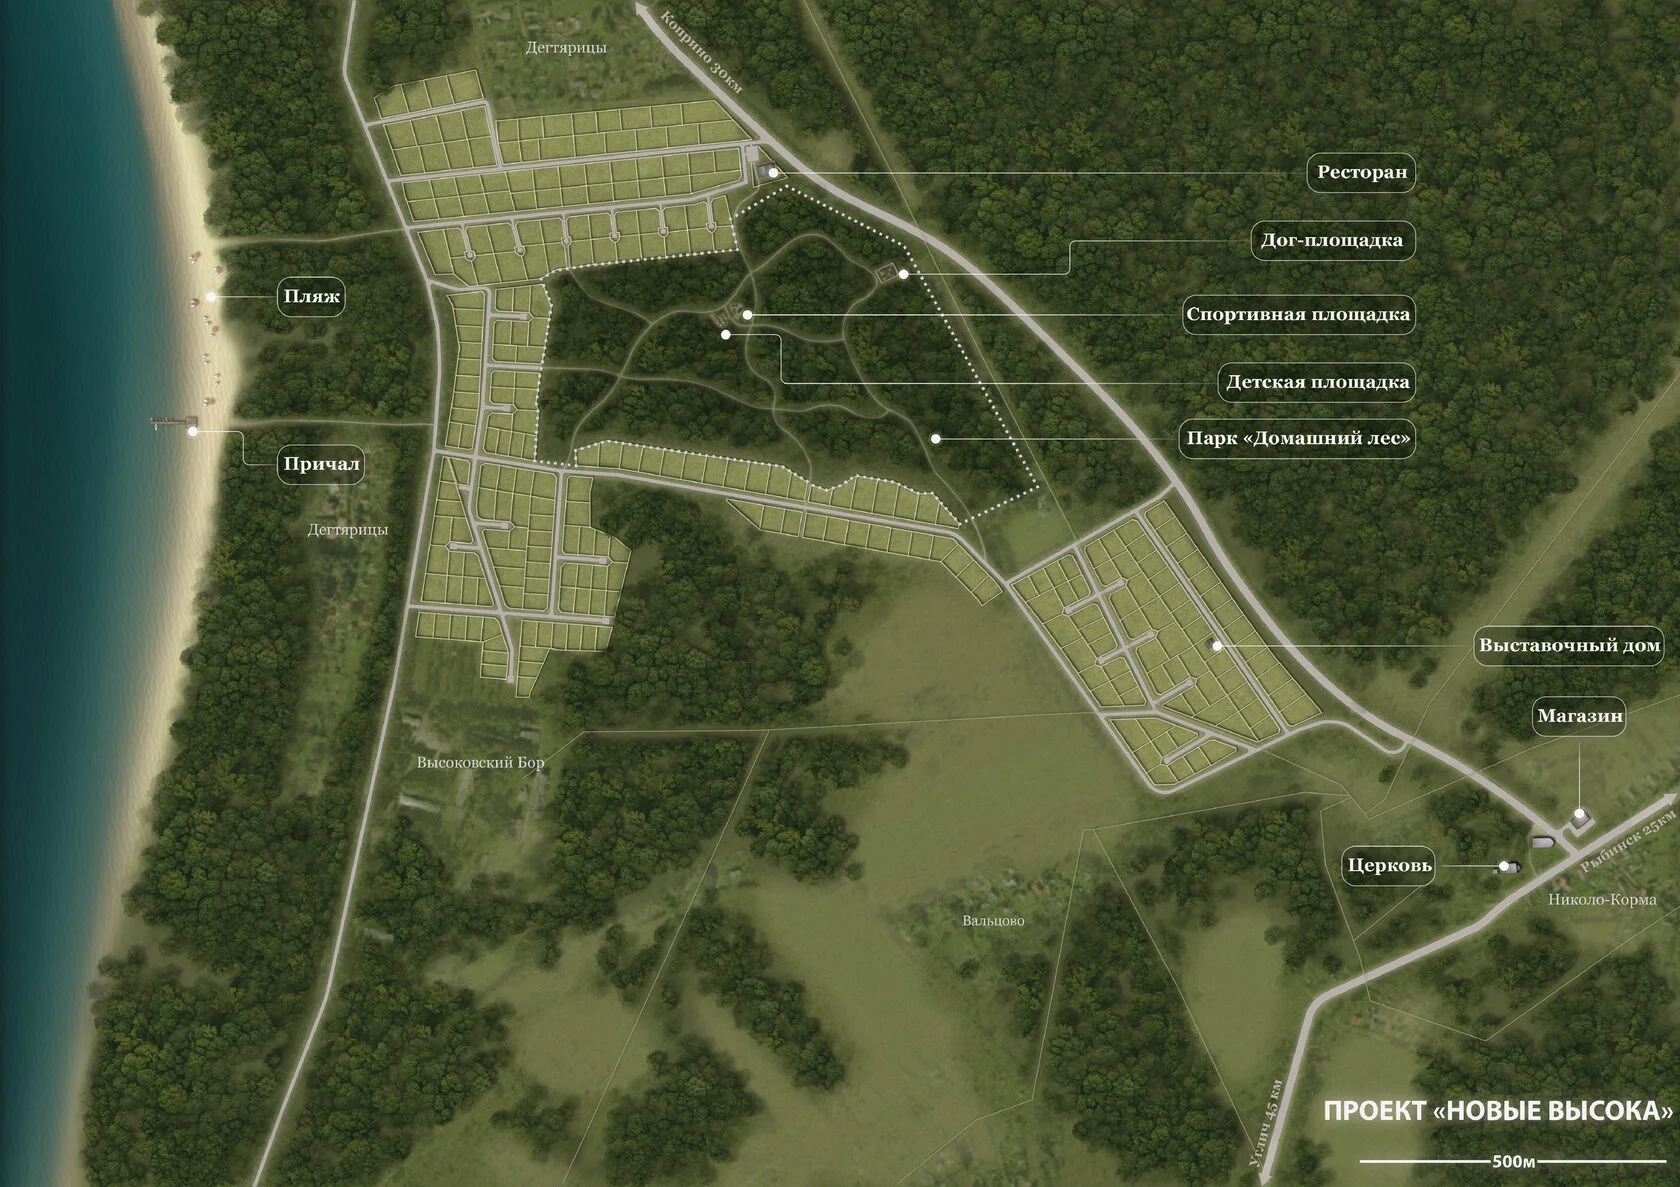 Дегтярицы
Коприно 30км
Ресторан
Дог-площадка
Пляж
Спортивная площадка
Детская площадка
Парк «Домашний лес»
Причал
Дегтярицы
Выставочный дом
Магазин
Высоковский Бор
Рыбинск 25км
Церковь
Николо-Корма
Вальцово
Углич 45 км
ПРОЕКТ «НОВЫЕ ВЫСОКА»
500м